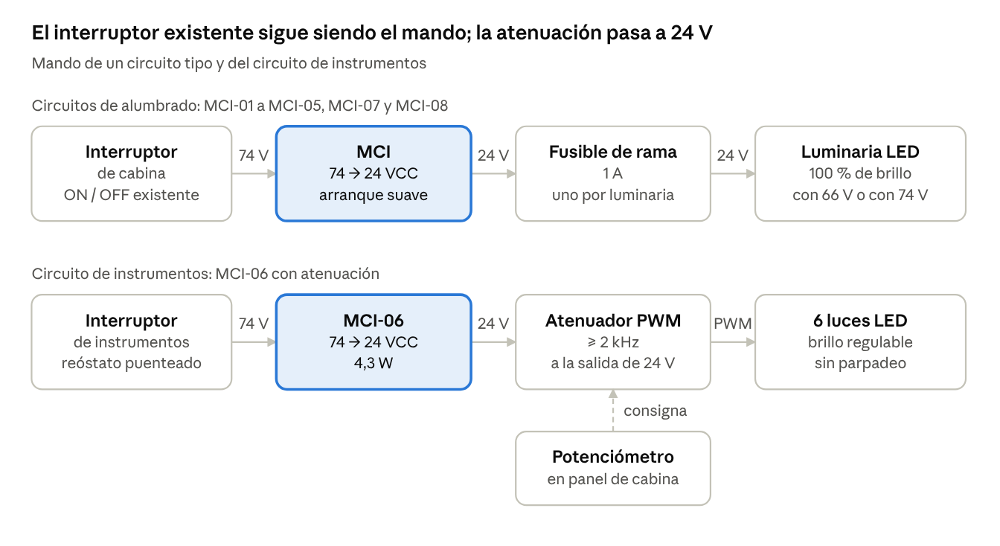 El interruptor existente sigue siendo el mando; la atenuación pasa a 24 V
Mando de un circuito tipo y del circuito de instrumentos
Circuitos de alumbrado: MCI-01 a MCI-05, MCI-07 y MCI-08
Interruptor
de cabina
ON / OFF existente
74 V
MCI
74 → 24 VCC
arranque suave
24 V
Fusible de rama
1 A
uno por luminaria
24 V
Luminaria LED
100 % de brillo
con 66 V o con 74 V
Circuito de instrumentos: MCI-06 con atenuación
Interruptor
de instrumentos
reóstato puenteado
74 V
MCI-06
74 → 24 VCC
4,3 W
24 V
Atenuador PWM
≥ 2 kHz
a la salida de 24 V
PWM
6 luces LED
brillo regulable
sin parpadeo
consigna
Potenciómetro
en panel de cabina